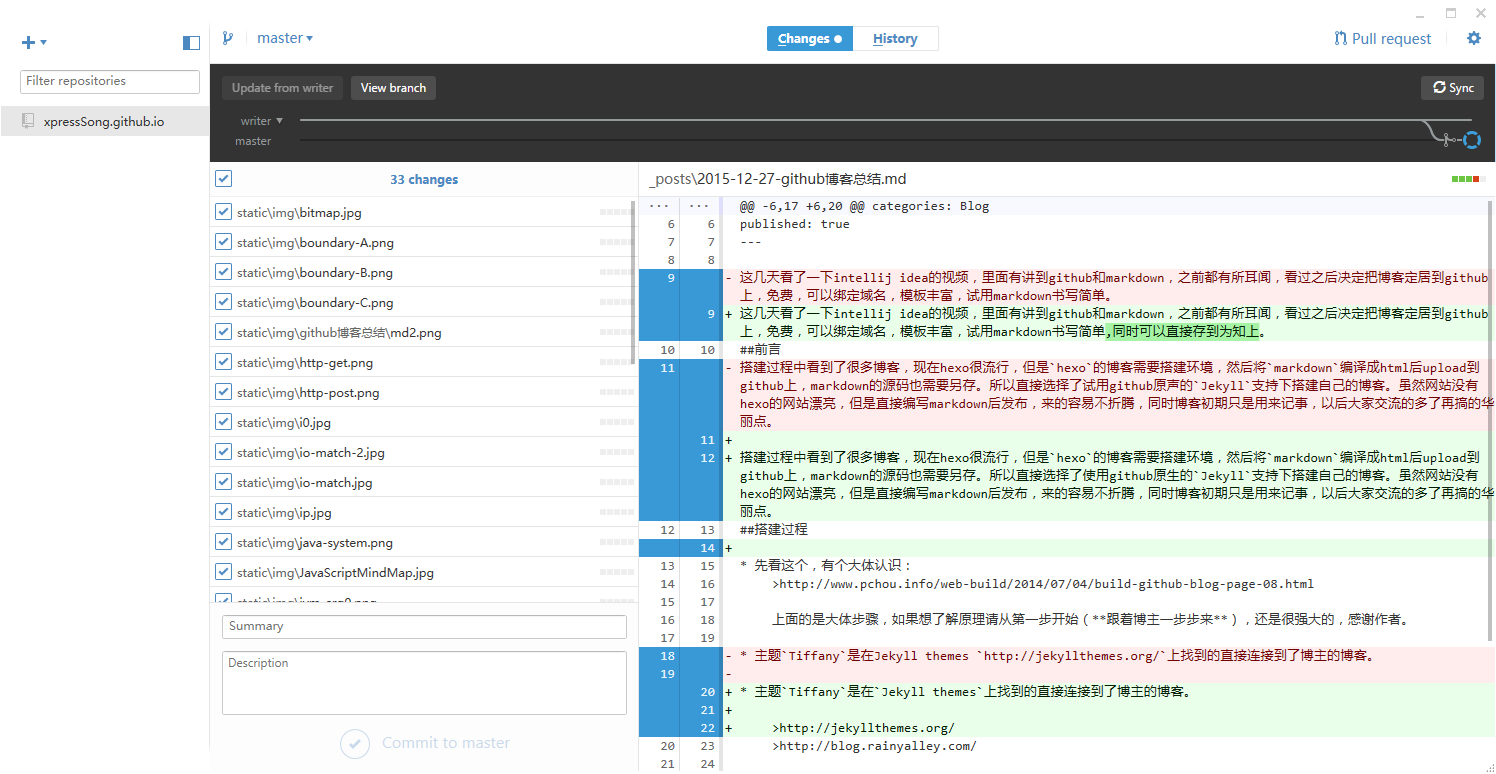 master
Changes
History
Pull request
Filter repositories
xpressSong.github.io
Update from writer
View branch
Sync
writer
master
33 changes
static\img\bitmap.jpg
static\img\boundary-A.png
static\img\boundary-B.png
static\img\boundary-C.png
static\img\github博客总结\md2.png
static\img\http-get.png
static\img\http-post.png
static\img\i0.jpg
static\img\io-match-2.jpg
static\img\io-match.jpg
static\img\ip.jpg
static\img\java-system.png
static\img\JavaScriptMindMap.jpg
Summary
Description
Commit to master
_posts\2015-12-27-github博客总结.md
... ... @@ -6,17 +6,20 @@ categories: Blog
6 6 published: true
7 7 ---
8 8
9 - 这几天看了一下intellij idea的视频，里面有讲到github和markdown，之前都有所耳闻，看过之后决定把博客定居到github
上，免费，可以绑定域名，模板丰富，试用markdown书写简单。
9 + 这几天看了一下intellij idea的视频，里面有讲到github和markdown，之前都有所耳闻，看过之后决定把博客定居到github
上，免费，可以绑定域名，模板丰富，试用markdown书写简单,同时可以直接存到为知上。
10 10 ##前言
11 - 搭建过程中看到了很多博客，现在hexo很流行，但是`hexo`的博客需要搭建环境，然后将`markdown`编译成html后upload到
github上，markdown的源码也需要另存。所以直接选择了试用github原声的`Jekyll`支持下搭建自己的博客。虽然网站没有
hexo的网站漂亮，但是直接编写markdown后发布，来的容易不折腾，同时博客初期只是用来记事，以后大家交流的多了再搞的华
丽点。
11 +
12 + 搭建过程中看到了很多博客，现在hexo很流行，但是`hexo`的博客需要搭建环境，然后将`markdown`编译成html后upload到
github上，markdown的源码也需要另存。所以直接选择了使用github原生的`Jekyll`支持下搭建自己的博客。虽然网站没有
hexo的网站漂亮，但是直接编写markdown后发布，来的容易不折腾，同时博客初期只是用来记事，以后大家交流的多了再搞的华
丽点。
12 13 ##搭建过程
14 +
13 15 * 先看这个，有个大体认识：
14 16 >http://www.pchou.info/web-build/2014/07/04/build-github-blog-page-08.html
15 17
16 18 上面的是大体步骤，如果想了解原理请从第一步开始（**跟着博主一步步来**），还是很强大的，感谢作者。
17 19
18 - * 主题`Tiffany`是在Jekyll themes `http://jekyllthemes.org/`上找到的直接连接到了博主的博客。
19 -
20 + * 主题`Tiffany`是在`Jekyll themes`上找到的直接连接到了博主的博客。
21 +
22 + >http://jekyllthemes.org/
20 23 >http://blog.rainyalley.com/
21 24